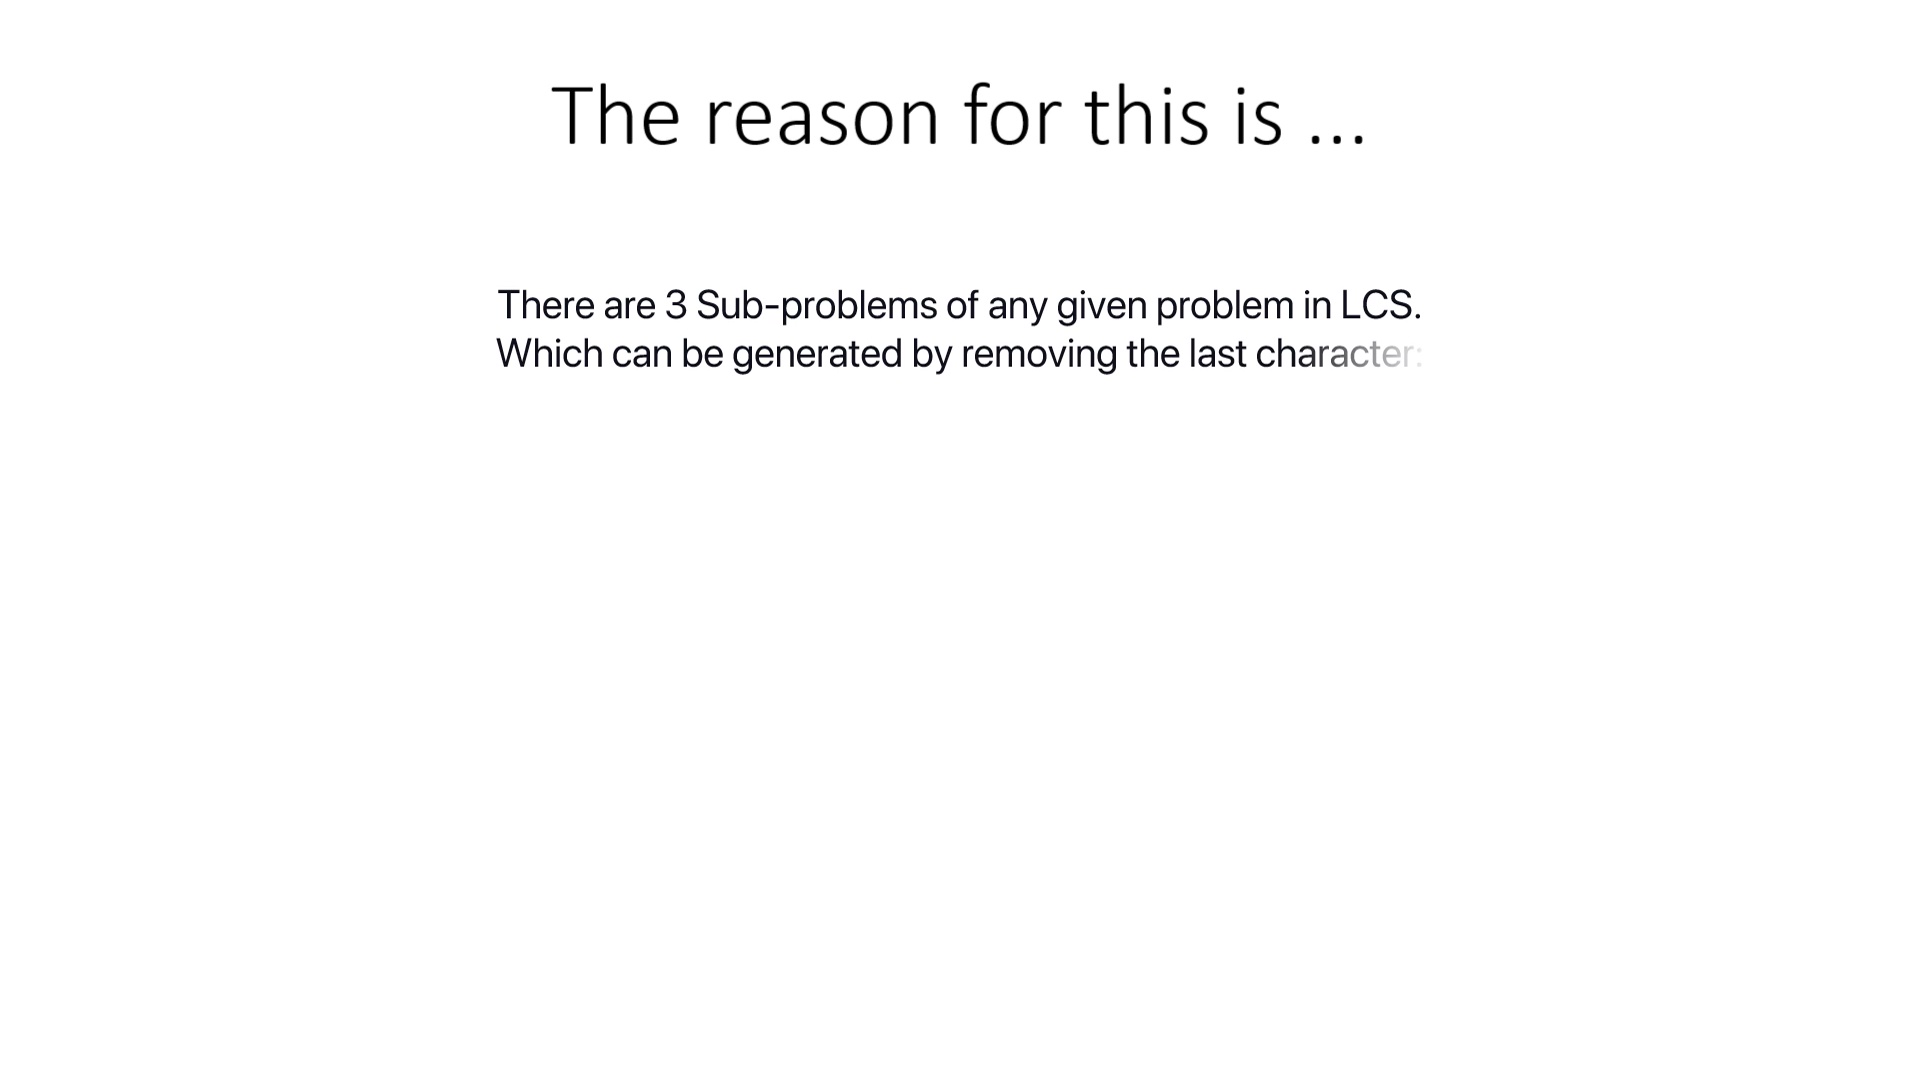 The reason for this is ...
There are 3 Sub-problems of any given problem in LCS.
Which can be generated by removing the last character: